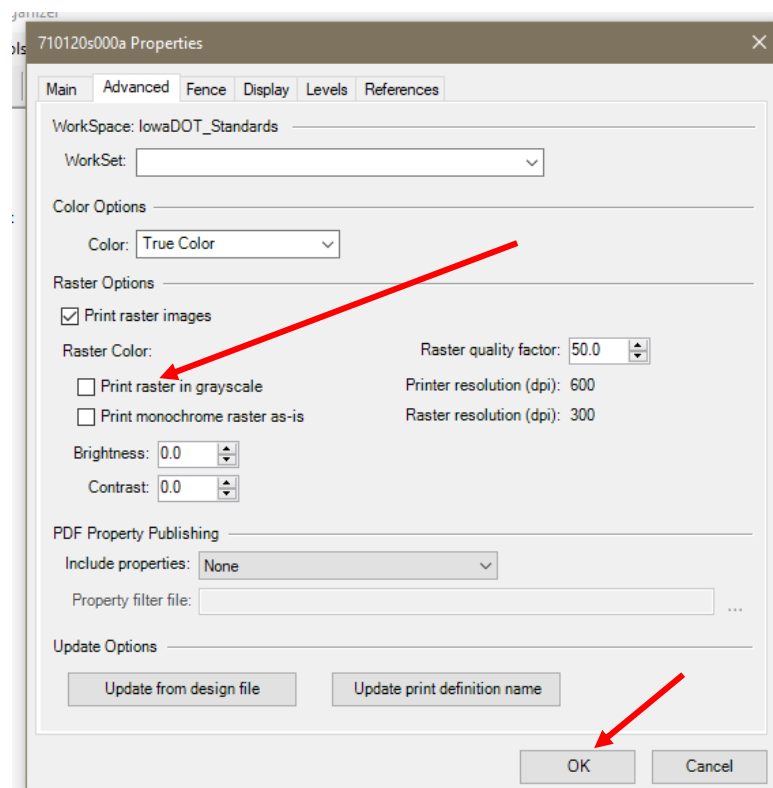 710120s000a Properties
Main Advanced Fence Display Levels References
WorkSpace: IowaDOT_Standards
WorkSet:
Color Options
Color: True Color
Raster Options
Print raster images
Raster Color: Raster quality factor: 50.0
Print raster in grayscale Printer resolution (dpi): 600
Print monochrome raster as-is Raster resolution (dpi): 300
Brightness: 0.0
Contrast: 0.0
PDF Property Publishing
Include properties: None
Property filter file: ...
Update Options
Update from design file Update print definition name
OK Cancel